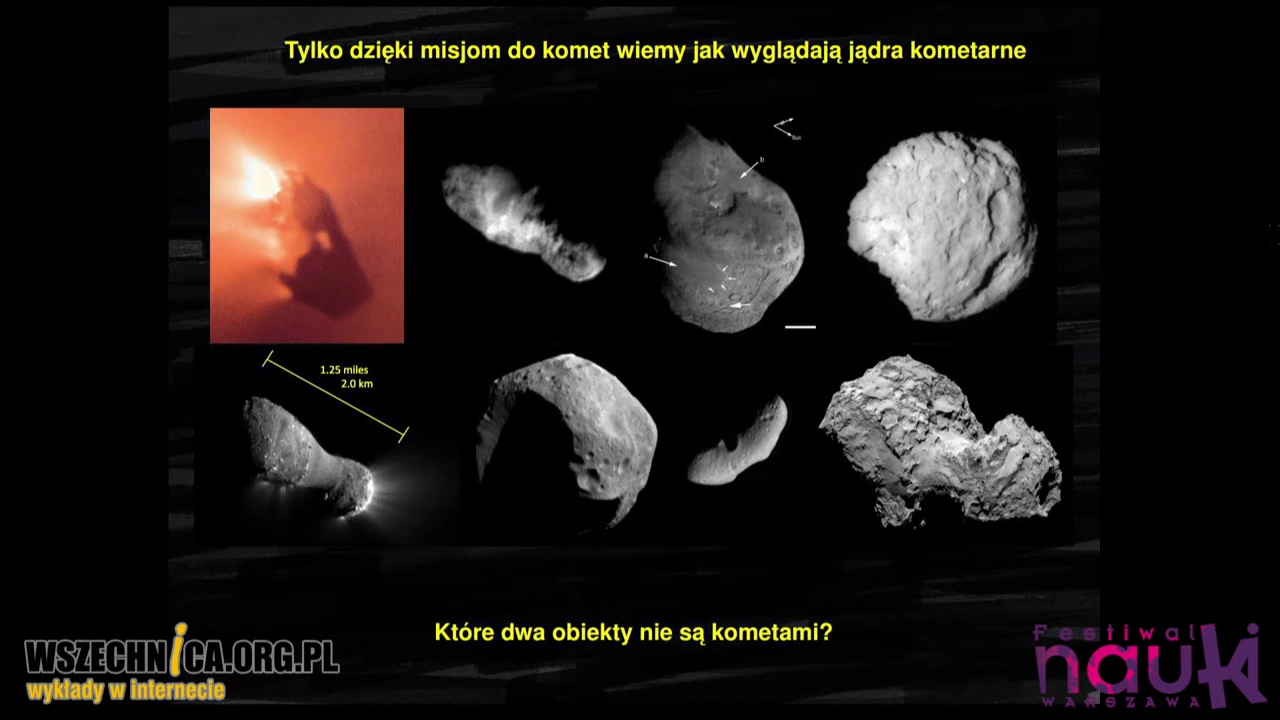 Tylko dzięki misjom do komet wiemy jak wyglądają jądra kometarne
b
a
1.25 miles
2.0 km
Które dwa obiekty nie są kometami?
WSZECHNiCA.ORG.PL
wykłady w internecie
Festiwal
nauki
WARSZAWA